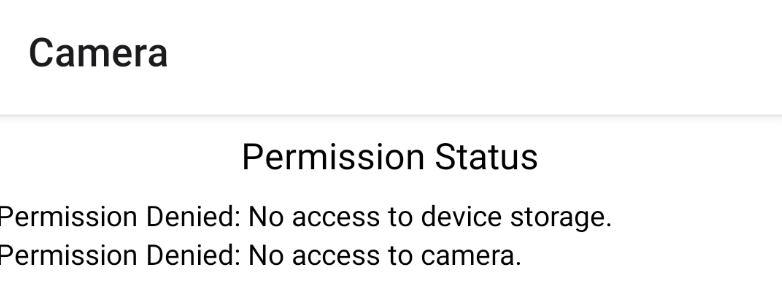 Camera
Permission Status
Permission Denied: No access to device storage.
Permission Denied: No access to camera.